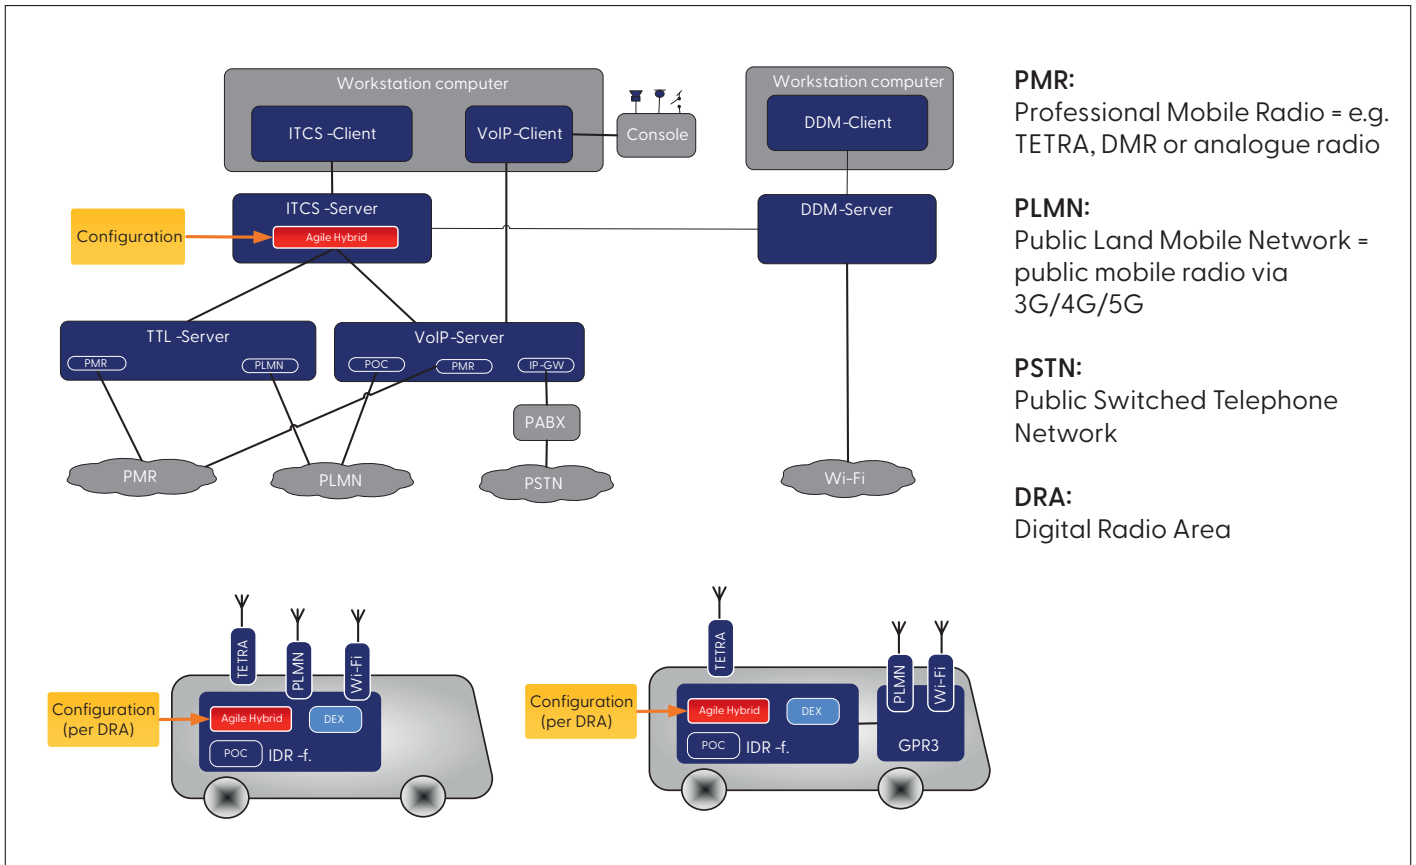 Workstation computer
ITCS -Client
VoIP-Client
Console
Workstation computer
DDM-Client
ITCS -Server
Agile Hybrid
Configuration
DDM-Server
TTL -Server
PMR
PLMN
VoIP-Server
POC
PMR
IP-GW
PABX
PMR
PLMN
PSTN
Wi-Fi
PMR:
Professional Mobile Radio = e.g.
TETRA, DMR or analogue radio
PLMN:
Public Land Mobile Network =
public mobile radio via
3G/4G/5G
PSTN:
Public Switched Telephone
Network
DRA:
Digital Radio Area
TETRA
PLMN
Wi-Fi
Configuration
(per DRA)
Agile Hybrid
DEX
POC
IDR -f.
TETRA
PLMN
Wi-Fi
Configuration
(per DRA)
Agile Hybrid
DEX
POC
IDR -f.
GPR3